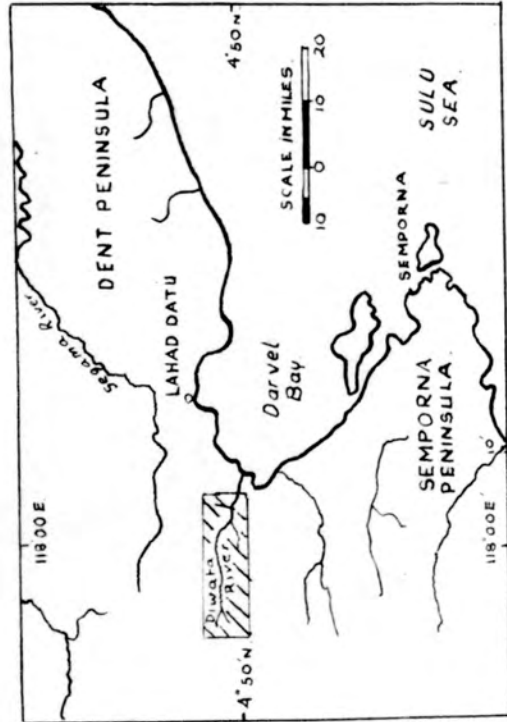 118°00'E.
Segama River
DENT PENINSULA
LAHAD DATU
Diwata
River
4°50'N.
4°50'N
Darvel
Bay
SCALE IN MILES.
10 0 10 20
SEMPORNA
SULU
SEA.
SEMPORNA
PENINSULA.
118°00'E
10'